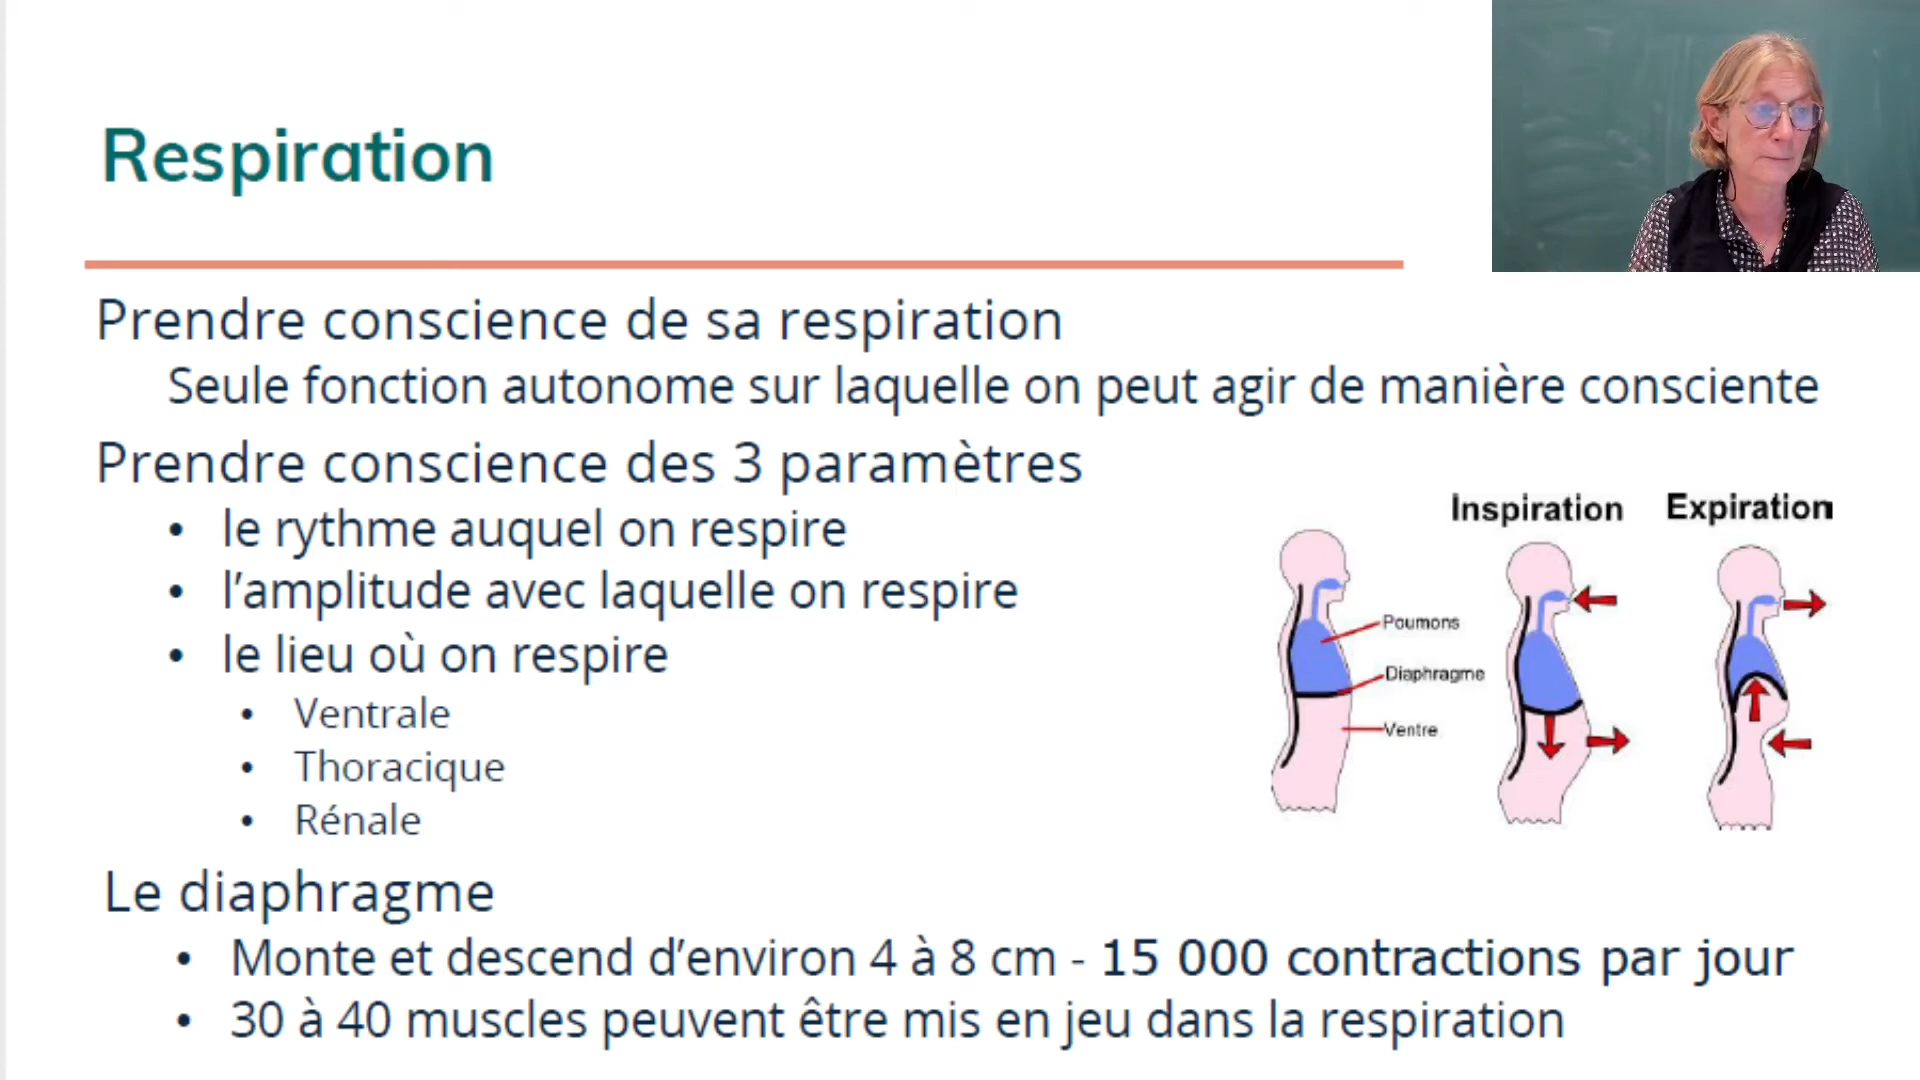 Respiration
Prendre conscience de sa respiration
Seule fonction autonome sur laquelle on peut agir de manière consciente
Prendre conscience des 3 paramètres
• le rythme auquel on respire
• l’amplitude avec laquelle on respire
• le lieu où on respire
• Ventrale
• Thoracique
• Rénale
Inspiration
Expiration
Poumons
Diaphragme
Ventre
Le diaphragme
• Monte et descend d’environ 4 à 8 cm - 15 000 contractions par jour
• 30 à 40 muscles peuvent être mis en jeu dans la respiration